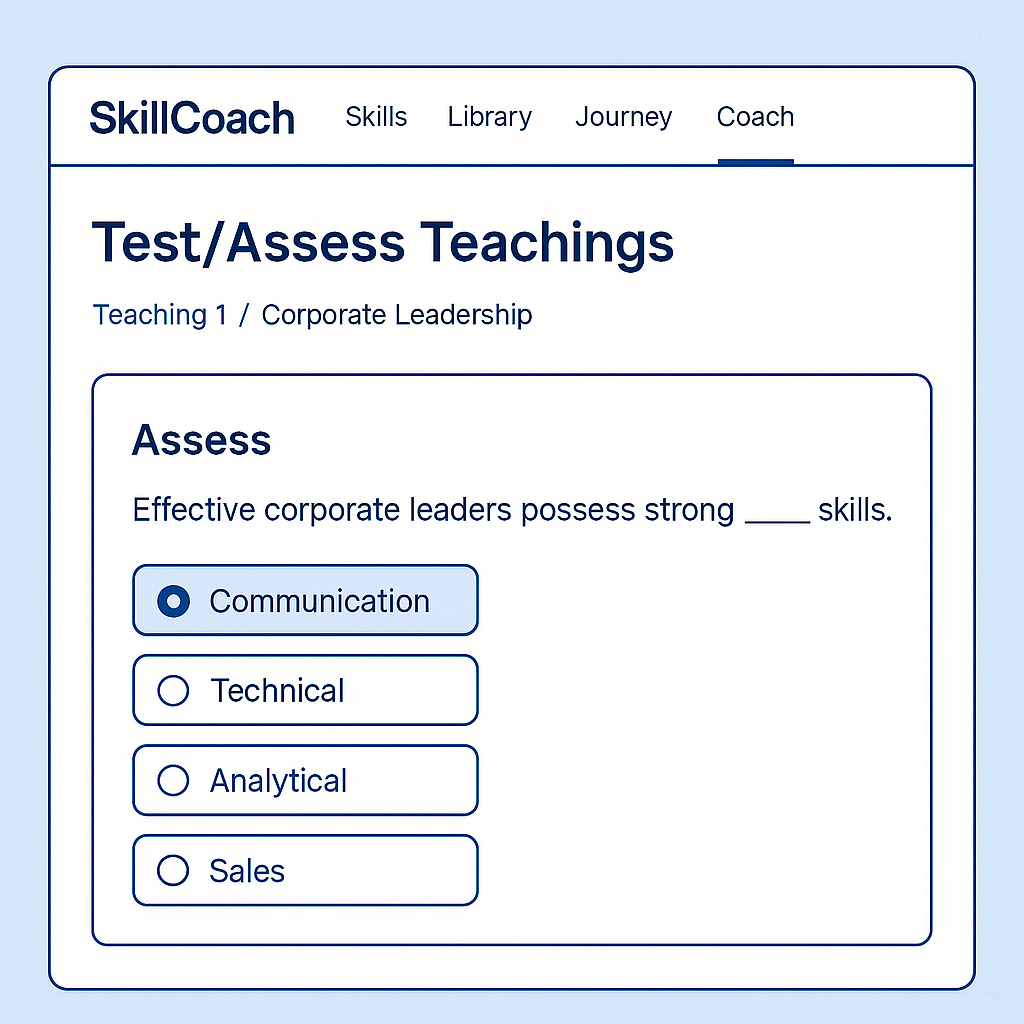 SkillCoach Skills Library Journey Coach
Test/Assess Teachings
Teaching 1 / Corporate Leadership
Assess
Effective corporate leaders possess strong ____ skills.
Communication
Technical
Analytical
Sales